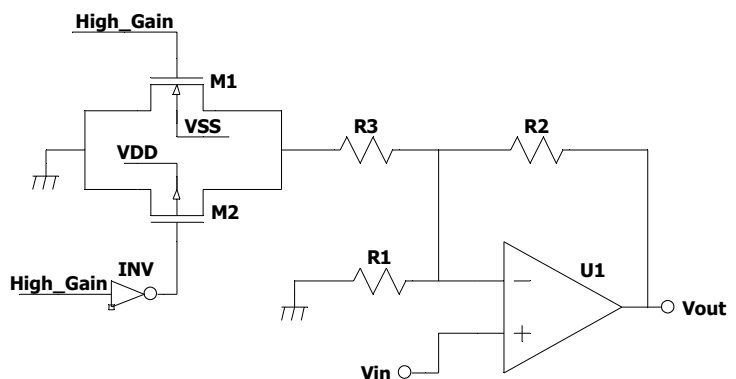 High_Gain
M1
VSS
R3
R2
VDD
M2
INV
High_Gain
R1
U1
Vout
Vin